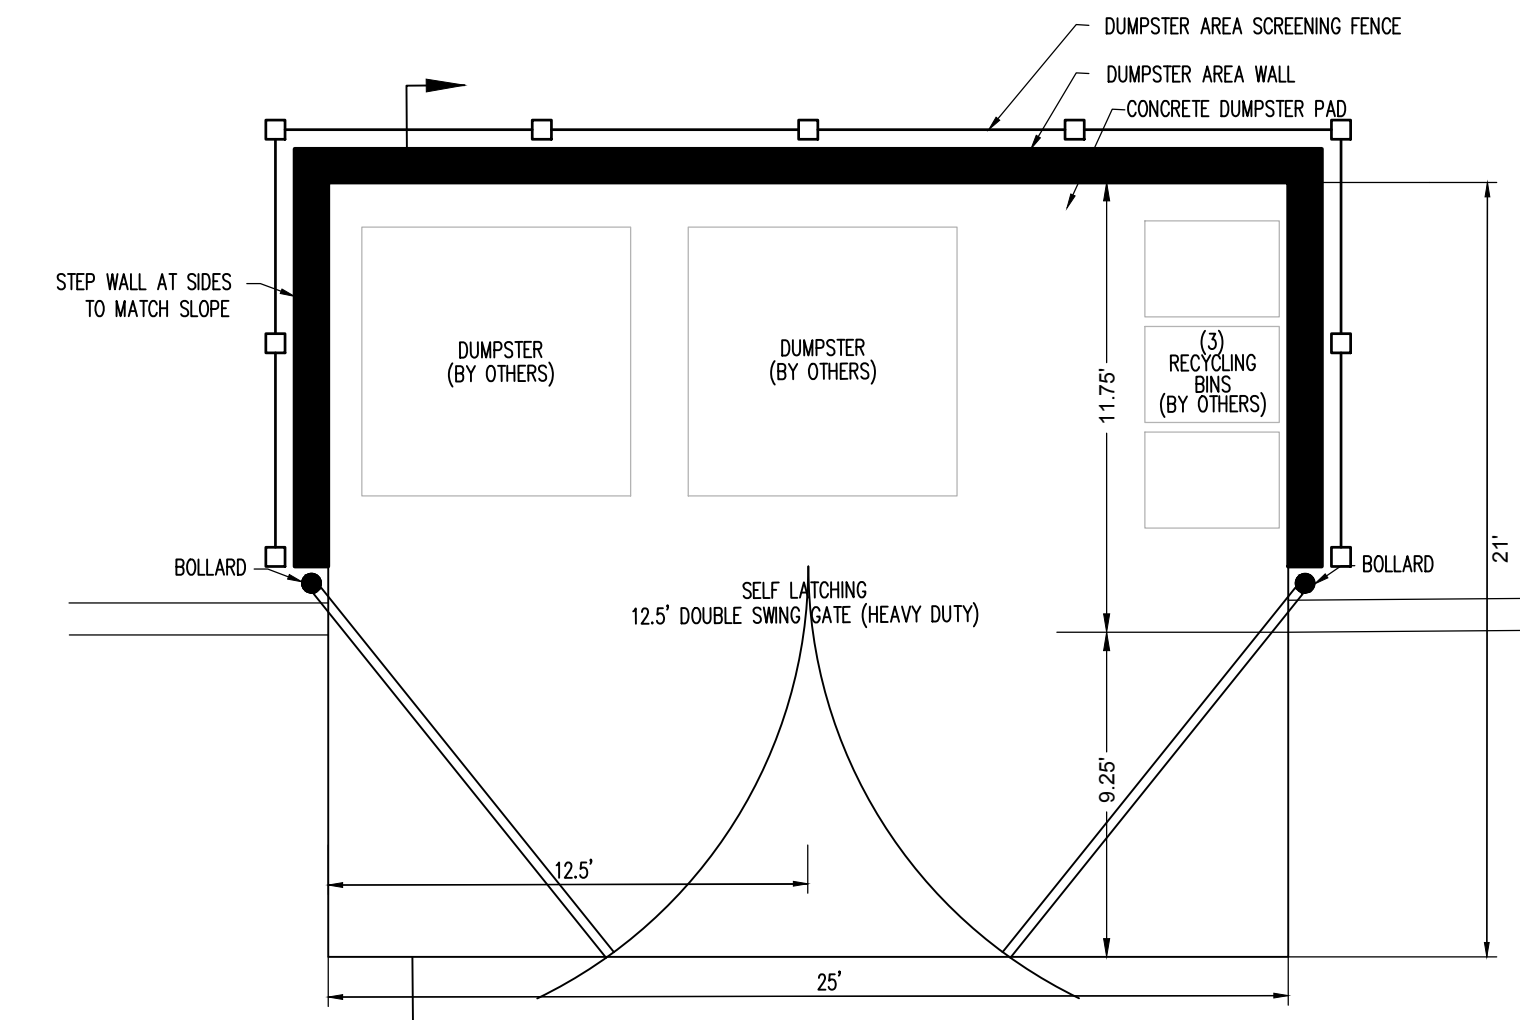 DUMPSTER AREA SCREENING FENCE
DUMPSTER AREA WALL
CONCRETE DUMPSTER PAD
STEP WALL AT SIDES
TO MATCH SLOPE
DUMPSTER
(BY OTHERS)
DUMPSTER
(BY OTHERS)
(3)
RECYCLING
BINS
(BY OTHERS)
11.75'
21'
BOLLARD
BOLLARD
SELF LATCHING
12.5' DOUBLE SWING GATE (HEAVY DUTY)
9.25'
12.5'
25'